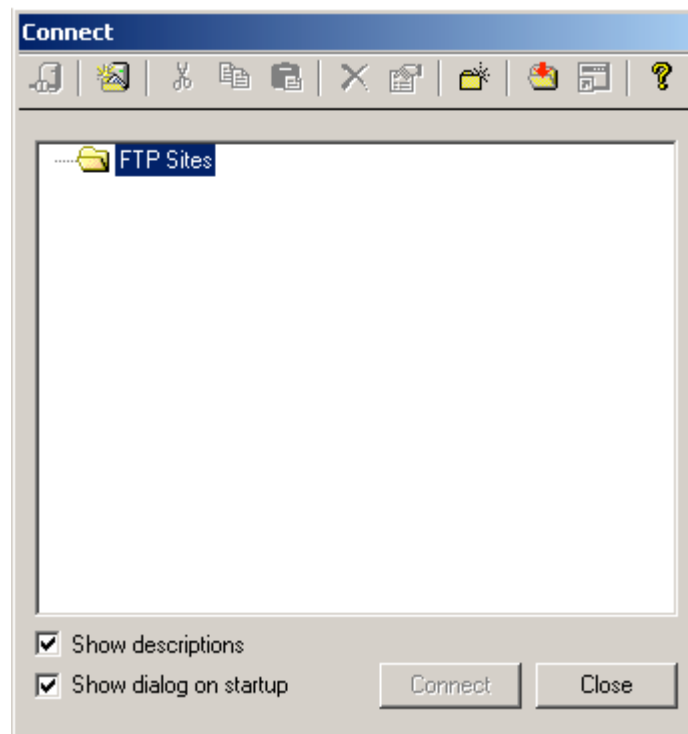 Connect
FTP Sites
Show descriptions
Show dialog on startup
Connect
Close